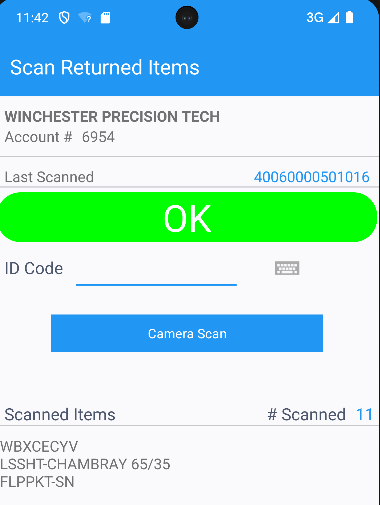 11:42
3G
Scan Returned Items
WINCHESTER PRECISION TECH
Account # 6954
Last Scanned 40060000501016
OK
ID Code
Camera Scan
Scanned Items # Scanned 11
WBXCECYV
LSSHT-CHAMBRAY 65/35
FLPPKT-SN